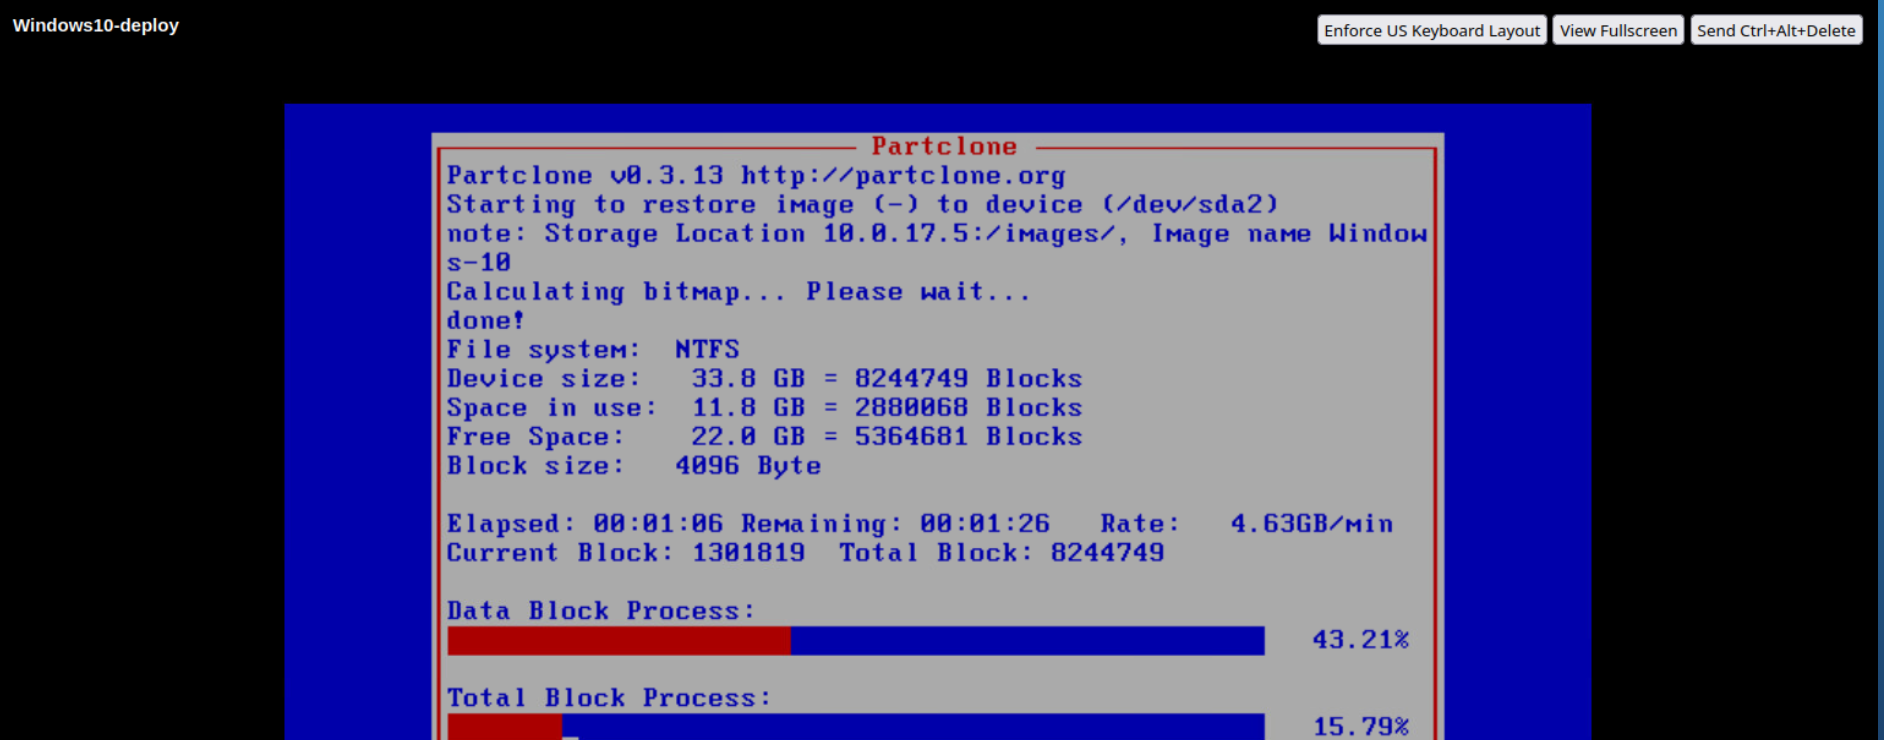 Windows10-deploy
Enforce US Keyboard Layout View Fullscreen Send Ctrl+Alt+Delete
Partclone
Partclone v0.3.13 http://partclone.org
Starting to restore image (-) to device (/dev/sda2)
note: Storage Location 10.0.17.5:/images/, Image name Window
s-10
Calculating bitmap... Please wait...
done!
File system:  NTFS
Device size:   33.8 GB = 8244749 Blocks
Space in use:  11.8 GB = 2880068 Blocks
Free Space:    22.0 GB = 5364681 Blocks
Block size:   4096 Byte
Elapsed: 00:01:06 Remaining: 00:01:26   Rate:   4.63GB/min
Current Block: 1301819  Total Block: 8244749
Data Block Process:
43.21%
Total Block Process:
15.79%